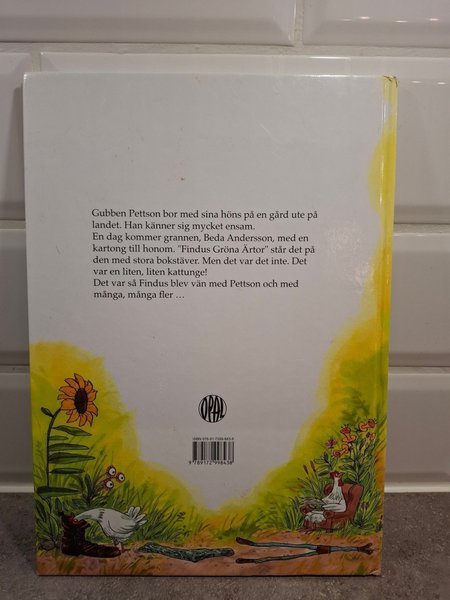 Gubben Pettson bor med sina höns på en gård ute på
landet. Han känner sig mycket ensam.
En dag kommer grannen, Beda Andersson, med en
kartong till honom. "Findus Gröna Ärtor" står det på
den med stora bokstäver. Men det var det inte. Det
var en liten, liten kattunge!
Det var så Findus blev vän med Pettson och med
många, många fler ...
OPAL
9 789172 998438